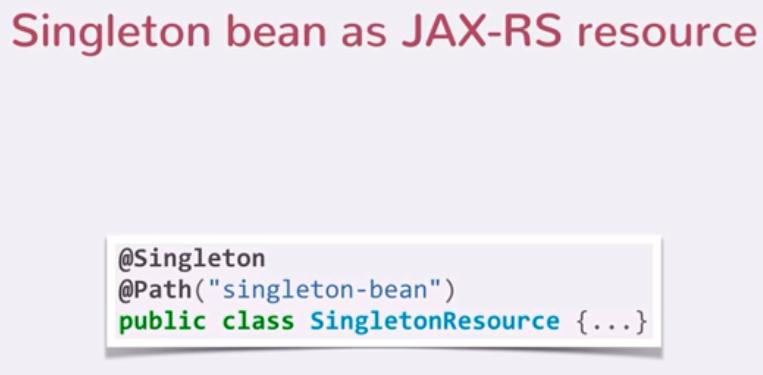 Singleton bean as JAX-RS resource
@Singleton
@Path("singleton-bean")
public class SingletonResource {...}